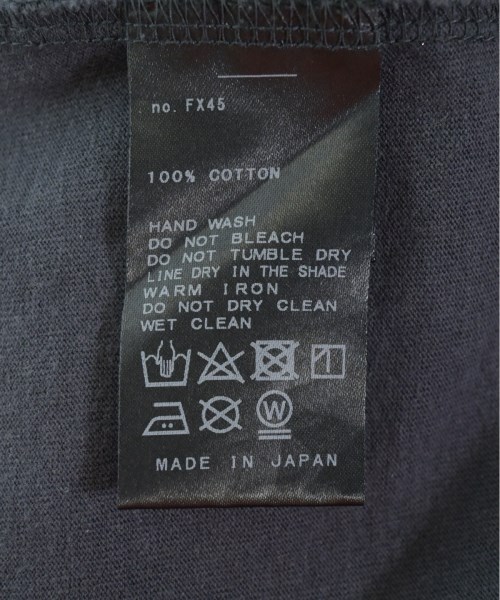 no. FX45
100% COTTON
HAND WASH
DO NOT BLEACH
DO NOT TUMBLE DRY
LINE DRY IN THE SHADE
WARM IRON
DO NOT DRY CLEAN
WET CLEAN
W
MADE IN JAPAN